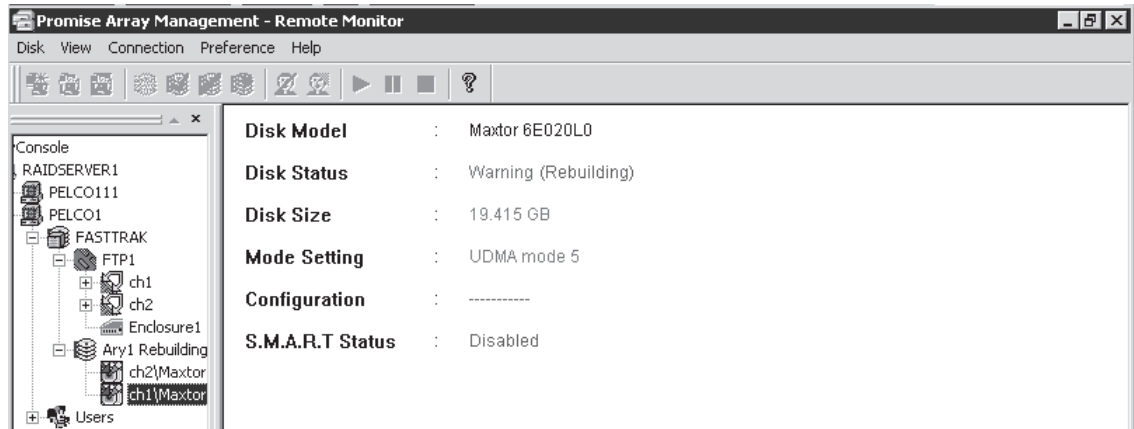 Promise Array Management - Remote Monitor
Disk View Connection Preference Help
Console
RAIDSERVER1
PELCO111
PELCO1
FASTTRAK
FTP1
ch1
ch2
Enclosure1
Ary1 Rebuilding
ch2\Maxtor
ch1\Maxtor
Users
Disk Model : Maxtor 6E020L0
Disk Status : Warning (Rebuilding)
Disk Size : 19.415 GB
Mode Setting : UDMA mode 5
Configuration : -----------
S.M.A.R.T Status : Disabled